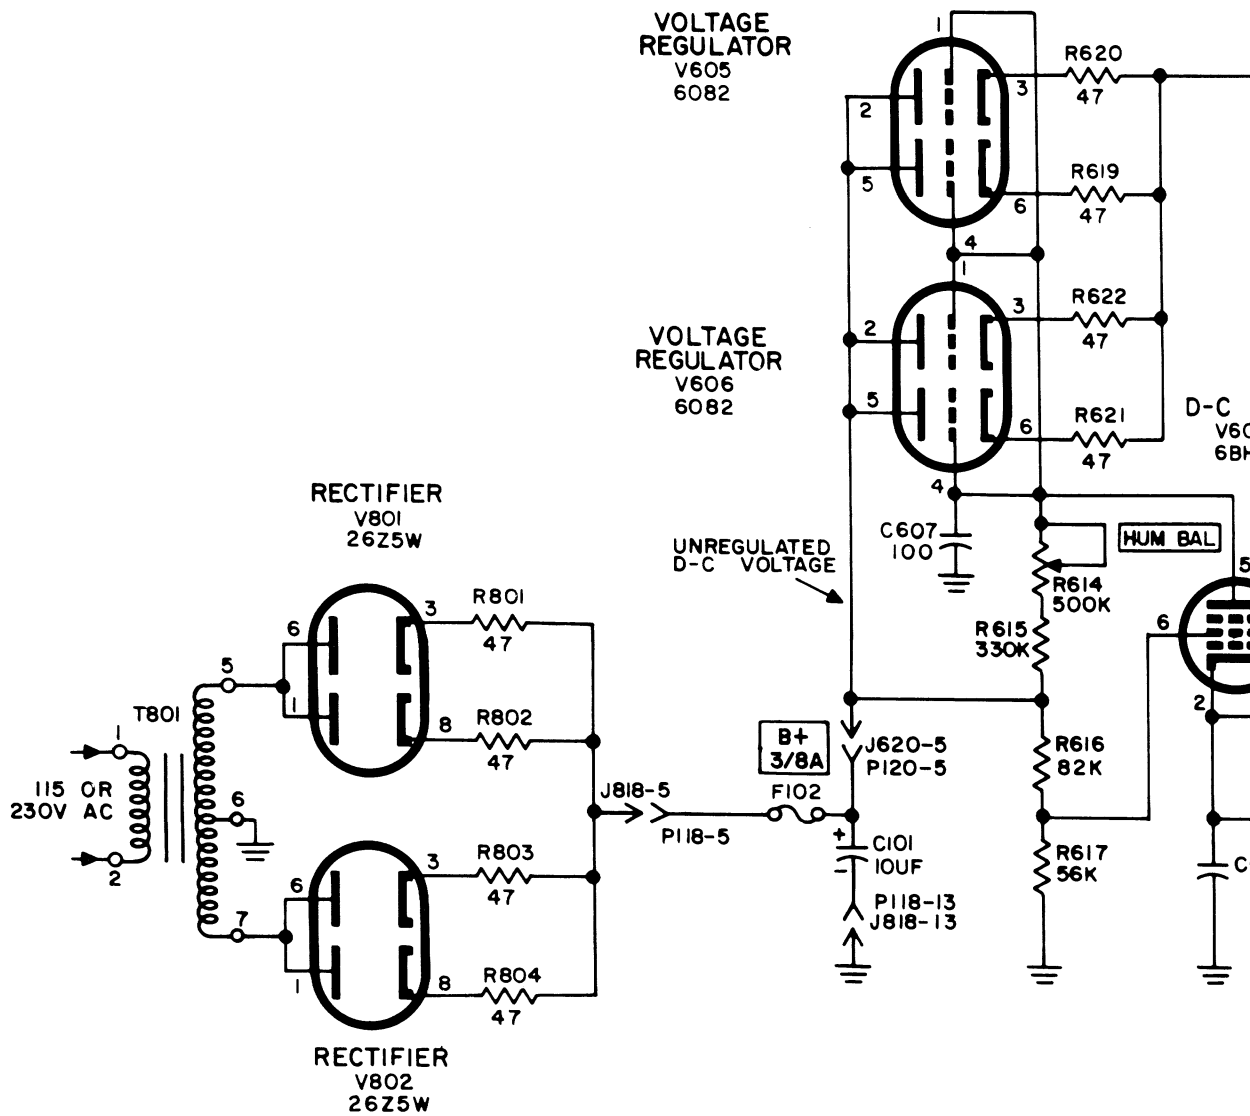 VOLTAGE
REGULATOR
V605
6082
1
2
5
3
6
4
R620
47
R619
47
1
VOLTAGE
REGULATOR
V606
6082
2
5
3
6
4
R622
47
R621
47
D-C
V60
6BH
RECTIFIER
V801
26Z5W
UNREGULATED
D-C VOLTAGE
C607
100
HUM BAL
R614
500K
R615
330K
5
6
2
6
1
3
8
R801
47
R802
47
5
T801
1
115 OR
230V AC
6
2
7
B+
3/8A
J620-5
P120-5
R616
82K
J818-5
P118-5
F102
+
C101
10UF
-
P118-13
J818-13
R617
56K
C
6
1
3
8
R803
47
R804
47
RECTIFIER
V802
26Z5W